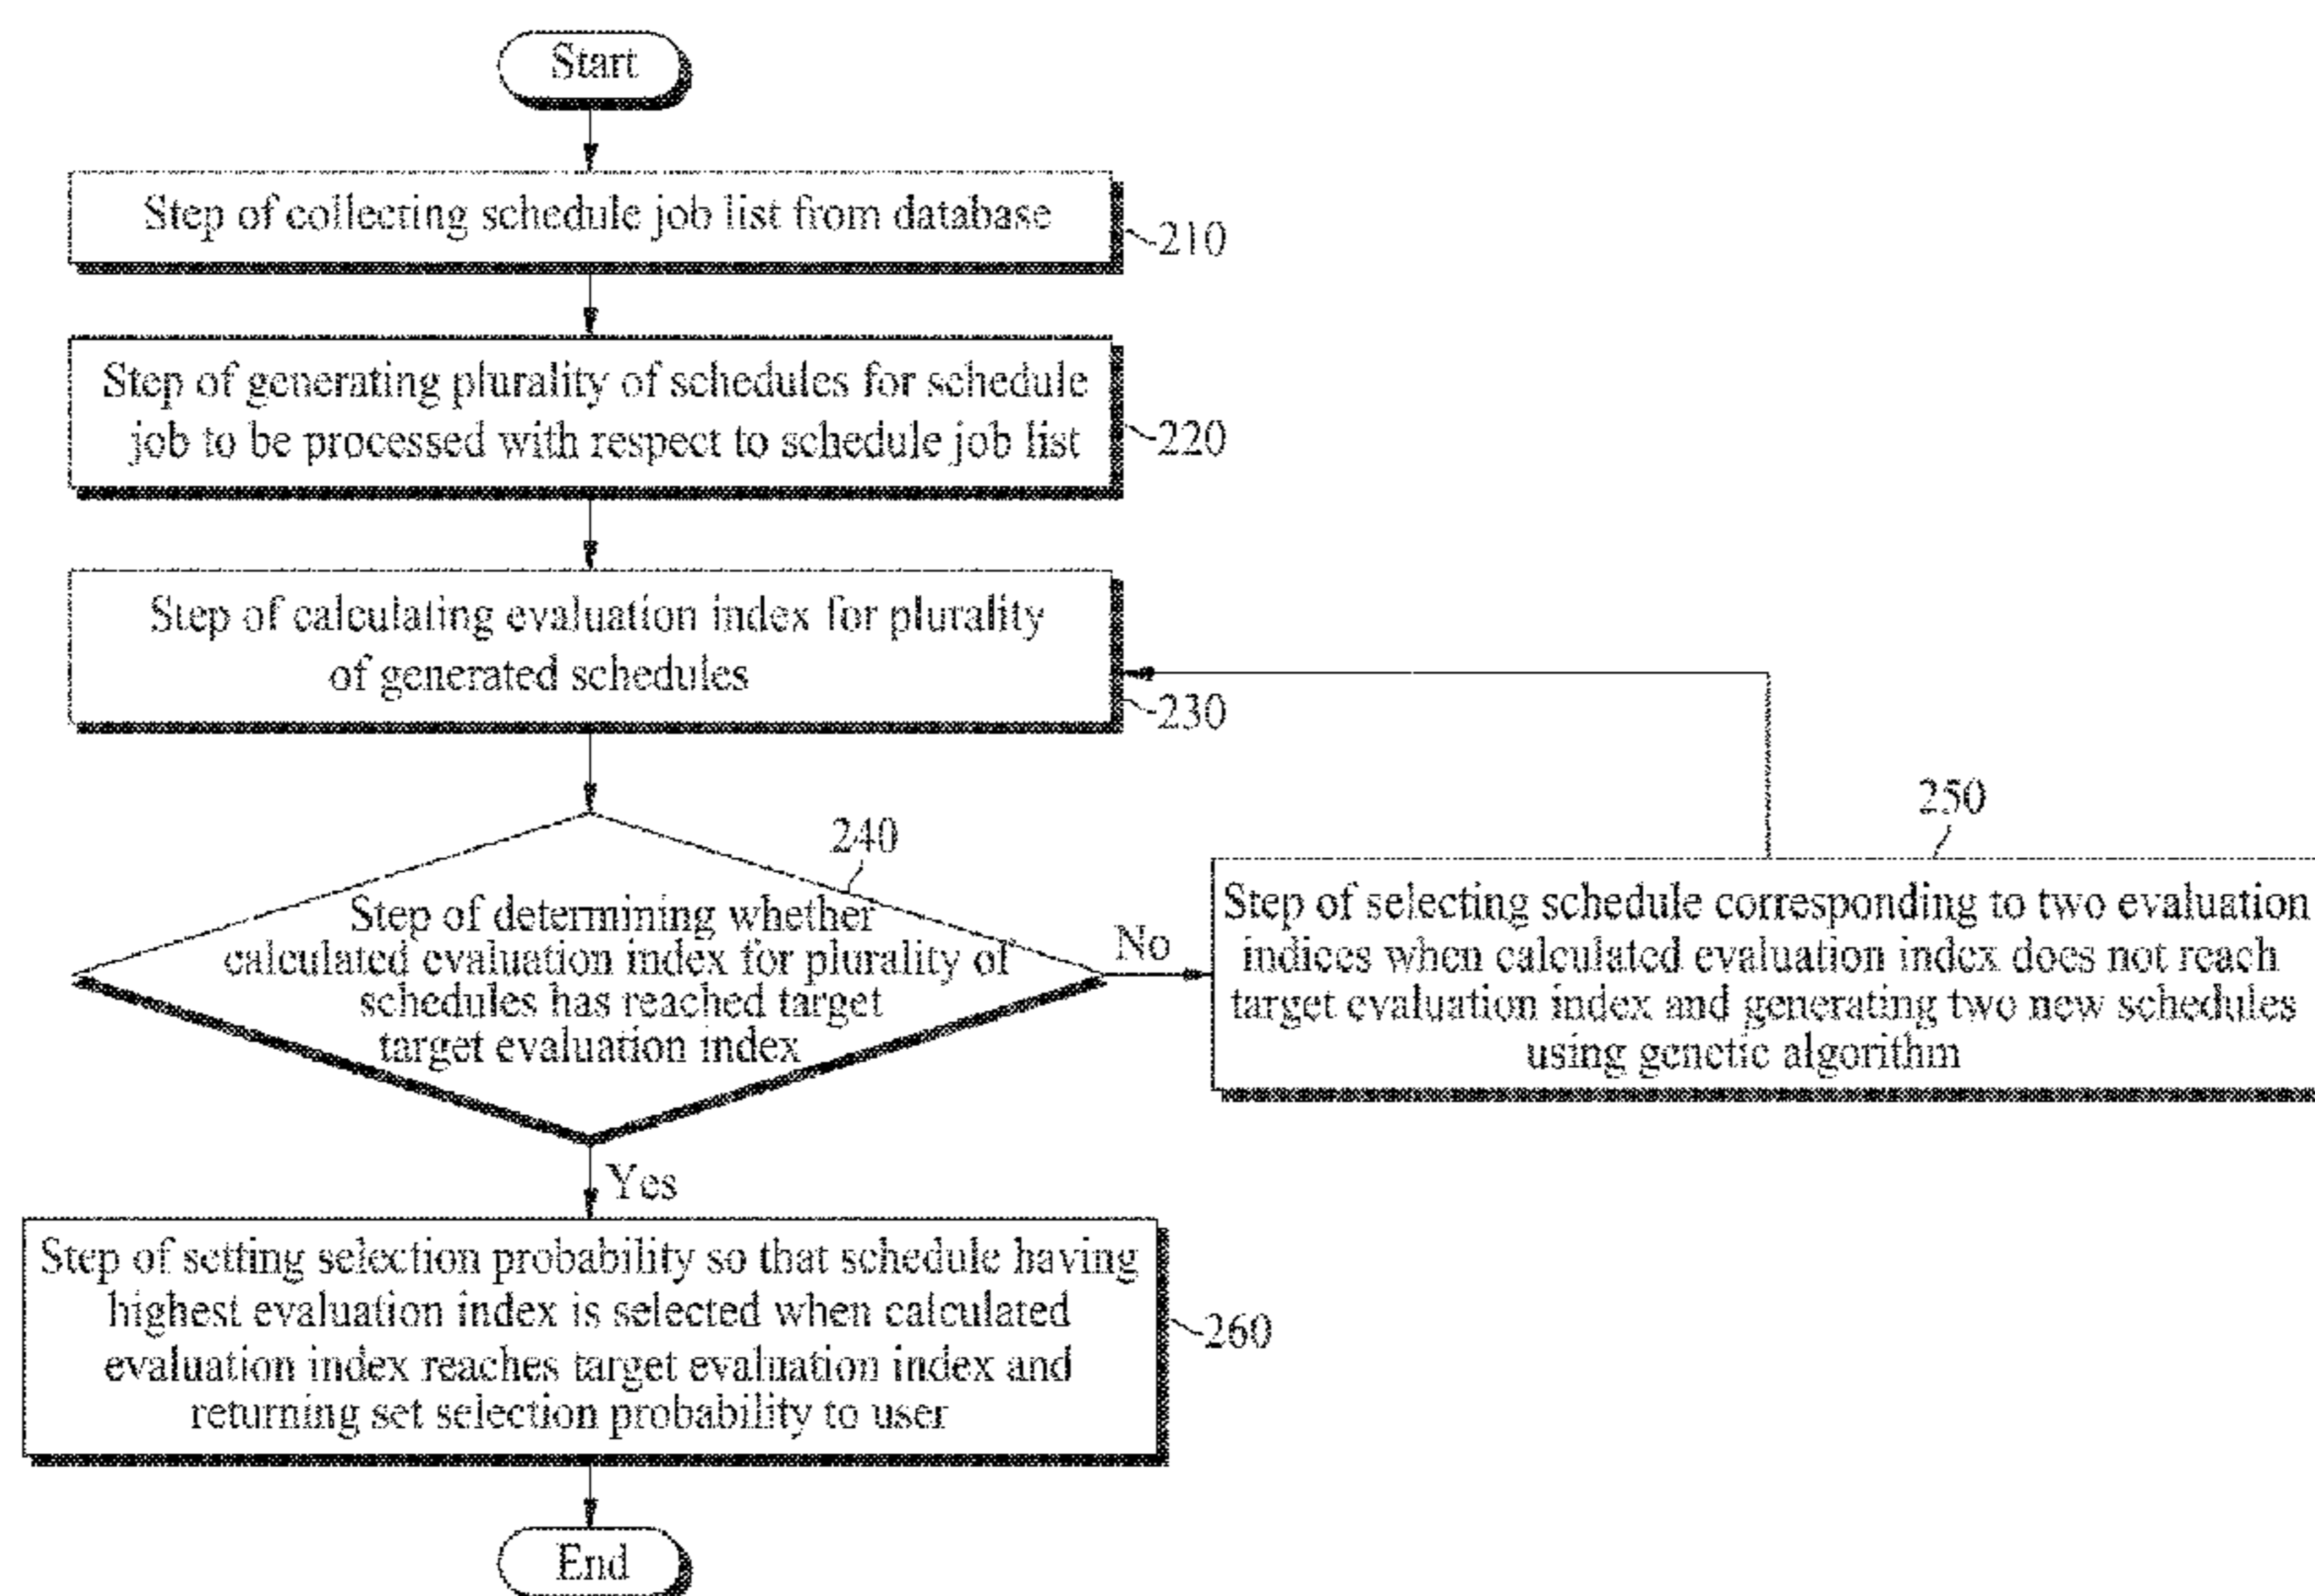 Start
Step of collecting schedule job list from database
210
Step of generating plurality of schedules for schedule
job to be processed with respect to schedule job list
220
Step of calculating evaluation index for plurality
of generated schedules
230
240
Step of determining whether
calculated evaluation index for plurality of
schedules has reached target
target evaluation index
No
250
Step of selecting schedule corresponding to two evaluation
indices when calculated evaluation index does not reach
target evaluation index and generating two new schedules
using genetic algorithm
Yes
Step of setting selection probability so that schedule having
highest evaluation index is selected when calculated
evaluation index reaches target evaluation index and
returning set selection probability to user
260
End